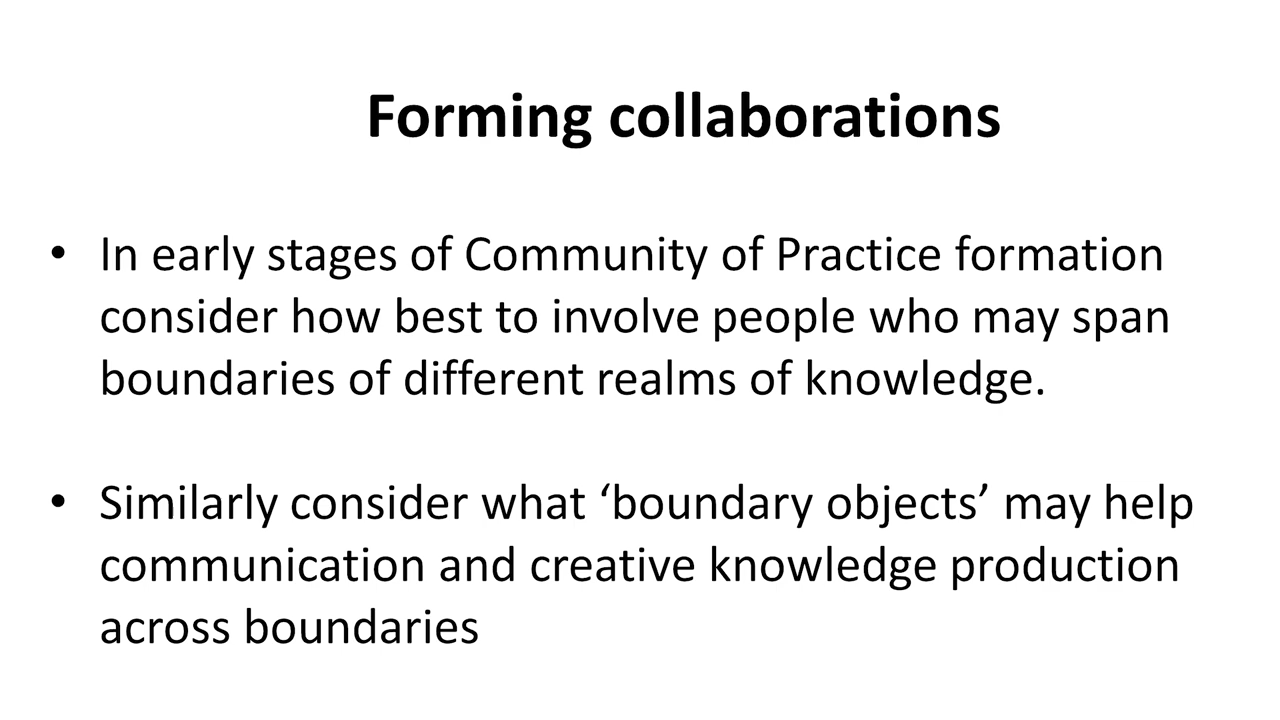 Forming collaborations
• In early stages of Community of Practice formation
consider how best to involve people who may span
boundaries of different realms of knowledge.
• Similarly consider what ‘boundary objects’ may help
communication and creative knowledge production
across boundaries